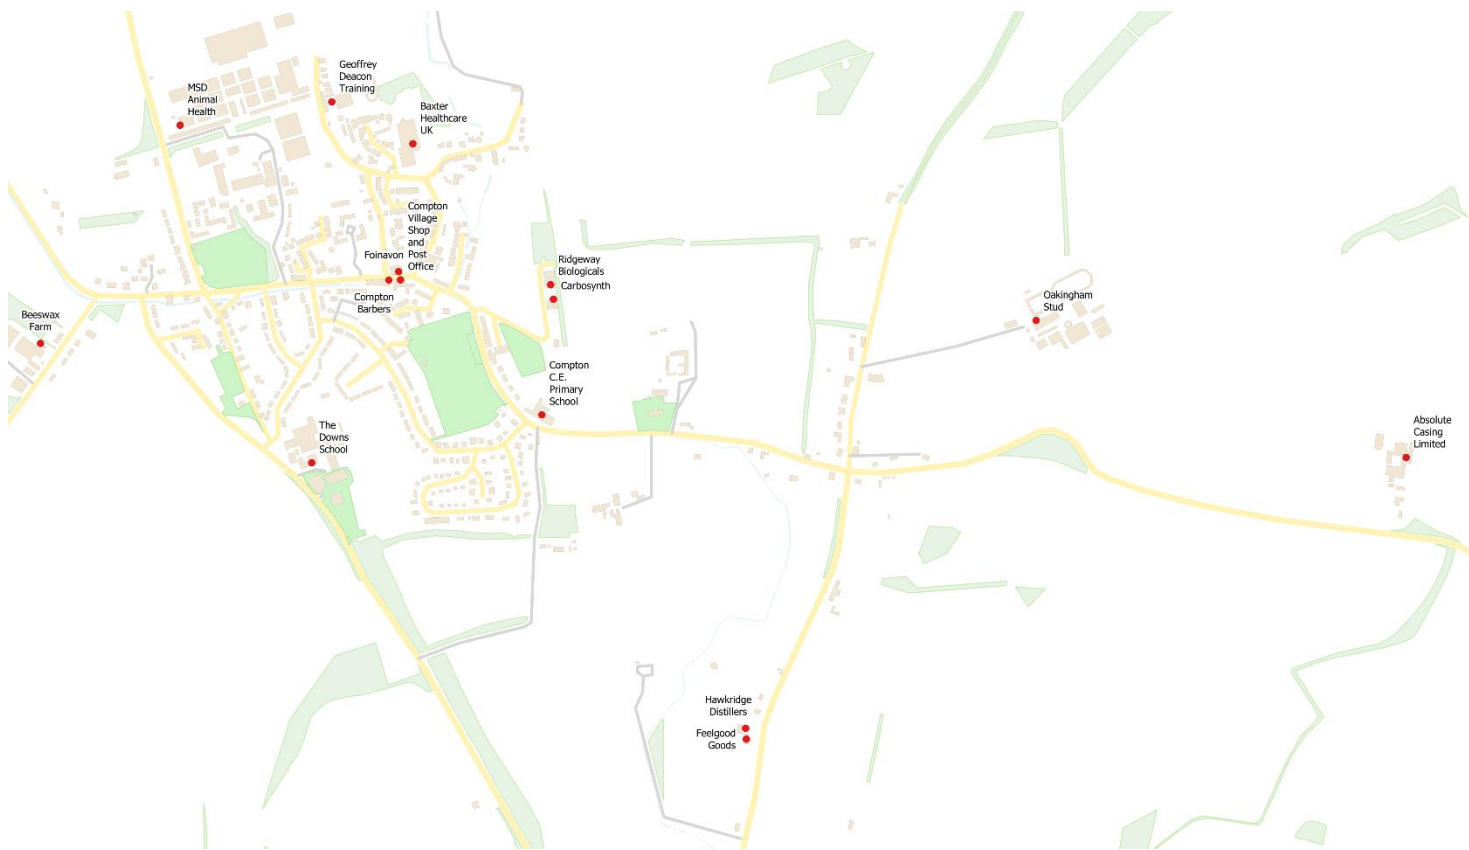 Geoffrey
Deacon
Training
MSD
Animal
Health
Baxter
Healthcare
UK
Compton
Village
Shop
and
Post
Office
Foinavon
Ridgeway
Biologicals
Carbosynth
Compton
Barbers
Oakingham
Stud
Beeswax
Farm
Compton
C.E.
Primary
School
The
Downs
School
Absolute
Casing
Limited
Hawkridge
Distillers
Feelgood
Goods